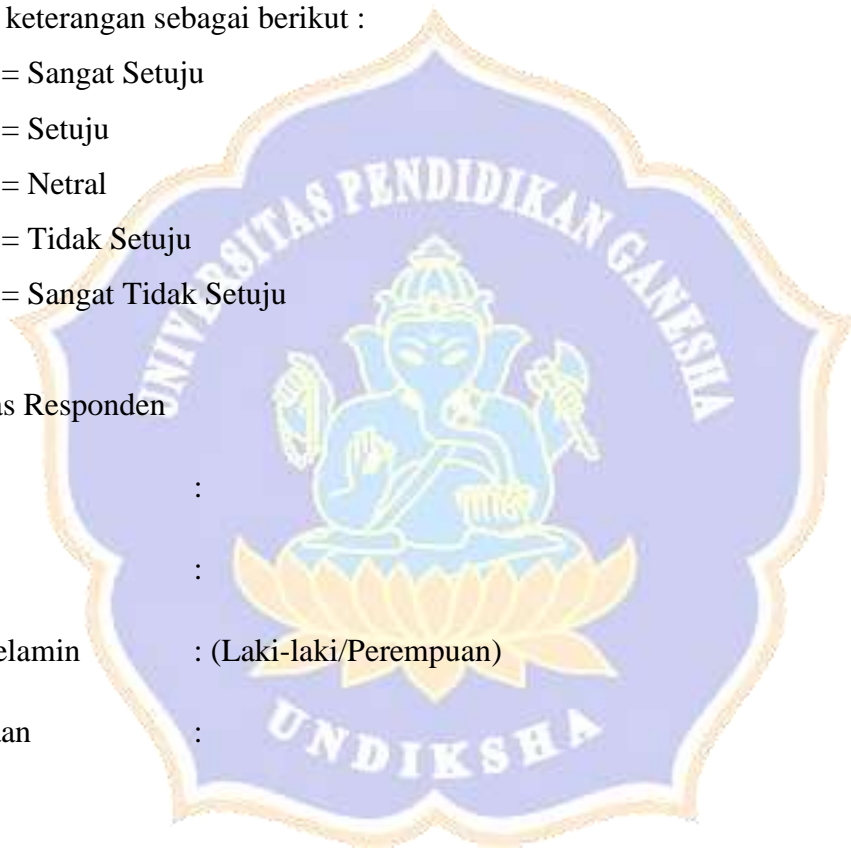 keterangan sebagai berikut :
= Sangat Setuju
= Setuju
= Netral
= Tidak Setuju
= Sangat Tidak Setuju
as Responden
:
:
elamin : (Laki-laki/Perempuan)
an :
UNIVERSITAS PENDIDIKAN GANESHA
UNDIKSHA